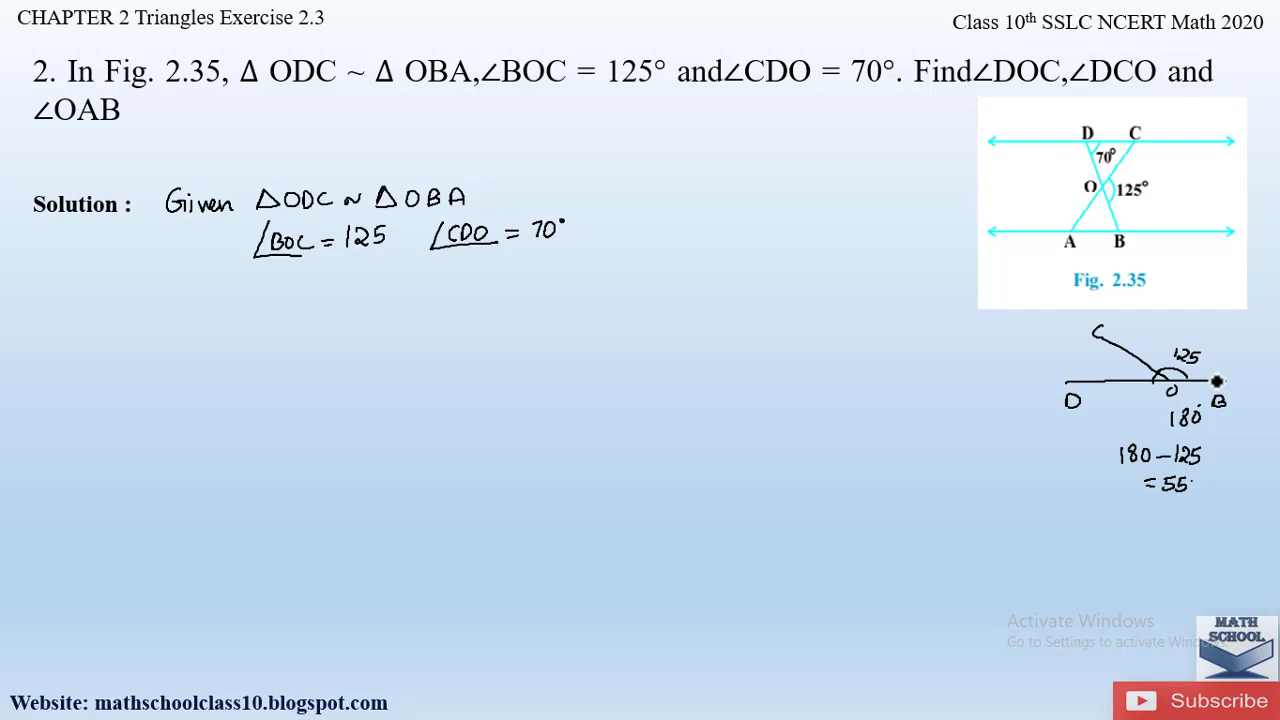 CHAPTER 2 Triangles Exercise 2.3
Class 10th SSLC NCERT Math 2020
2. In Fig. 2.35, Δ ODC ~ Δ OBA,∠BOC = 125° and∠CDO = 70°. Find∠DOC,∠DCO and
∠OAB
D C
70°
O 125°
A B
Fig. 2.35
Solution : Given △ODC ~ △OBA
∠BOC = 125 ∠CDO = 70°
C
125
D O B
180°
180 – 125
= 55
Activate Windows
Go to Settings to activate Windows.
MATH
SCHOOL
Website: mathschoolclass10.blogspot.com
Subscribe